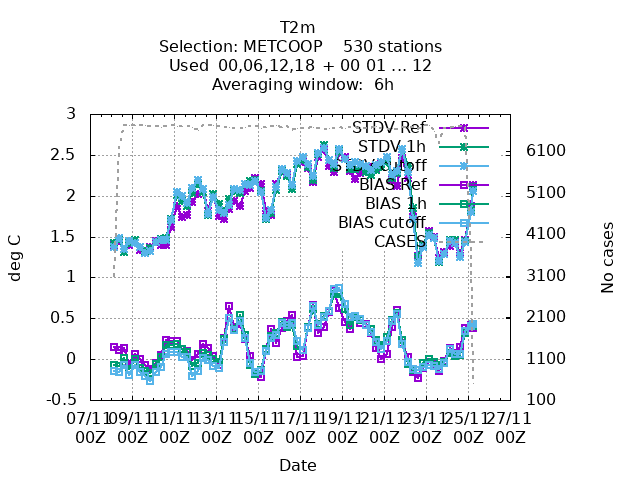 T2m
Selection: METCOOP    530 stations
Used  00,06,12,18 + 00 01 ... 12
Averaging window:  6h
3
2.5
2
1.5
1
0.5
0
-0.5
deg C
STDV Ref
STDV 1h
STDV cutoff
BIAS Ref
BIAS 1h
BIAS cutoff
CASES
6100
5100
4100
3100
2100
1100
100
No cases
07/11 09/11 11/11 13/11 15/11 17/11 19/11 21/11 23/11 25/11 27/11
00Z 00Z 00Z 00Z 00Z 00Z 00Z 00Z 00Z 00Z 00Z
Date